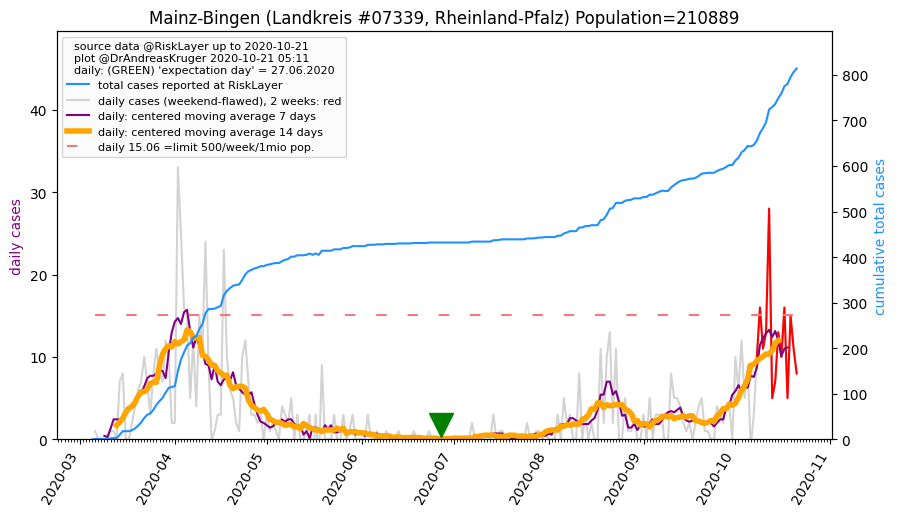 Mainz-Bingen (Landkreis #07339, Rheinland-Pfalz) Population=210889
source data @RiskLayer up to 2020-10-21
plot @DrAndreasKruger 2020-10-21 05:11
daily: (GREEN) 'expectation day' = 27.06.2020
total cases reported at RiskLayer
daily cases (weekend-flawed), 2 weeks: red
daily: centered moving average 7 days
daily: centered moving average 14 days
daily 15.06 =limit 500/week/1mio pop.
daily cases
40
30
20
10
0
cumulative total cases
800
700
600
500
400
300
200
100
0
2020-03
2020-04
2020-05
2020-06
2020-07
2020-08
2020-09
2020-10
2020-11